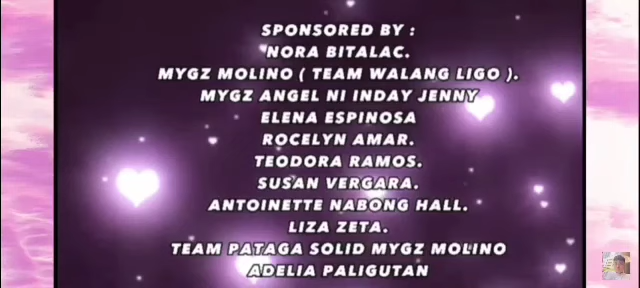 SPONSORED BY :
NORA BITALAC.
MYGZ MOLINO ( TEAM WALANG LIGO ).
MYGZ ANGEL NI INDAY JENNY
ELENA ESPINOSA
ROCELYN AMAR.
TEODORA RAMOS.
SUSAN VERGARA.
ANTOINETTE NABONG HALL.
LIZA ZETA.
TEAM PATAGA SOLID MYGZ MOLINO
ADELIA PALIGUTAN